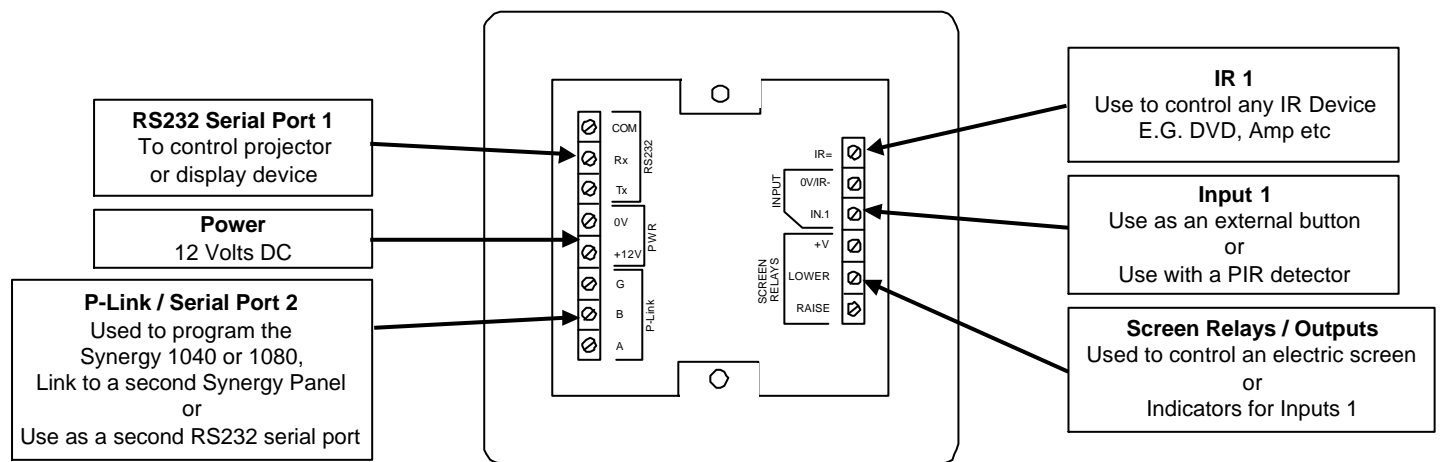 RS232 Serial Port 1
To control projector
or display device
Power
12 Volts DC
P-Link / Serial Port 2
Used to program the
Synergy 1040 or 1080,
Link to a second Synergy Panel
or
Use as a second RS232 serial port
COM
Rx
Tx
RS232
0V
+12V
PWR
G
B
A
P-Link
IR=
0V/IR-
IN.1
INPUT
+V
LOWER
RAISE
SCREEN
RELAYS
IR 1
Use to control any IR Device
E.G. DVD, Amp etc
Input 1
Use as an external button
or
Use with a PIR detector
Screen Relays / Outputs
Used to control an electric screen
or
Indicators for Inputs 1